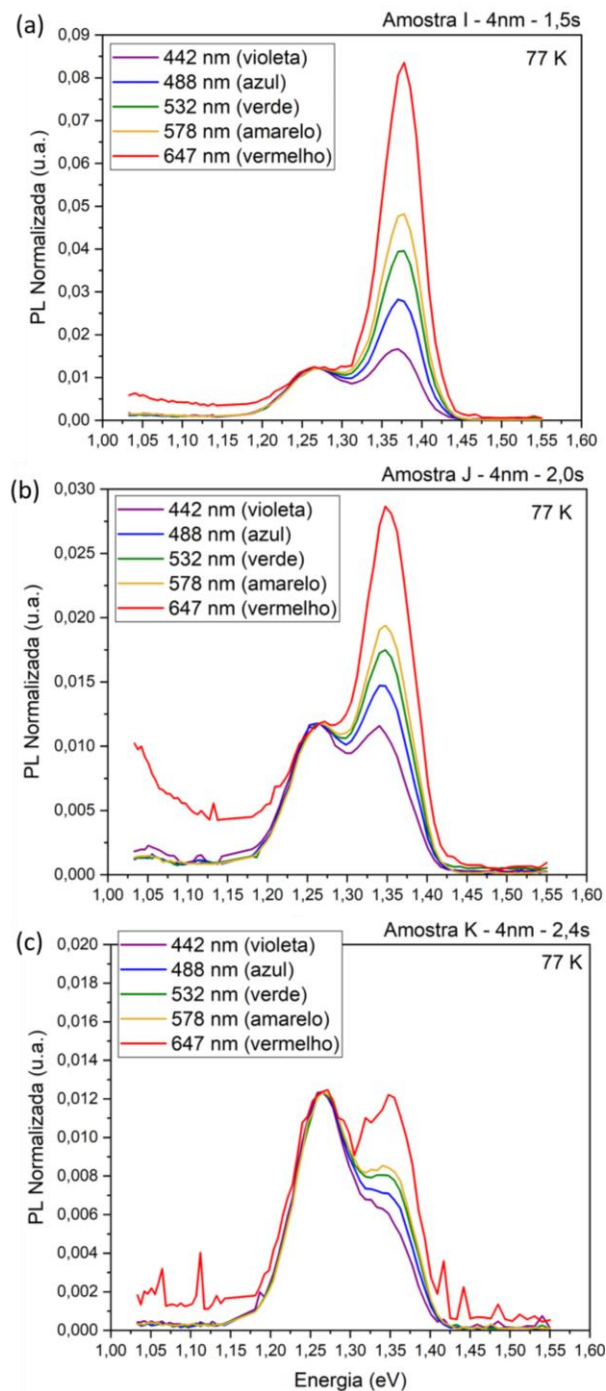 (a)
Amostra I - 4nm - 1,5s
77 K
442 nm (violeta)
488 nm (azul)
532 nm (verde)
578 nm (amarelo)
647 nm (vermelho)
PL Normalizada (u.a.)
0,09
0,08
0,07
0,06
0,05
0,04
0,03
0,02
0,01
0,00
1,00 1,05 1,10 1,15 1,20 1,25 1,30 1,35 1,40 1,45 1,50 1,55 1,60
(b)
Amostra J - 4nm - 2,0s
77 K
442 nm (violeta)
488 nm (azul)
532 nm (verde)
578 nm (amarelo)
647 nm (vermelho)
PL Normalizada (u.a.)
0,030
0,025
0,020
0,015
0,010
0,005
0,000
1,00 1,05 1,10 1,15 1,20 1,25 1,30 1,35 1,40 1,45 1,50 1,55 1,60
(c)
Amostra K - 4nm - 2,4s
77 K
442 nm (violeta)
488 nm (azul)
532 nm (verde)
578 nm (amarelo)
647 nm (vermelho)
PL Normalizada (u.a.)
0,020
0,018
0,016
0,014
0,012
0,010
0,008
0,006
0,004
0,002
0,000
1,00 1,05 1,10 1,15 1,20 1,25 1,30 1,35 1,40 1,45 1,50 1,55 1,60
Energia (eV)